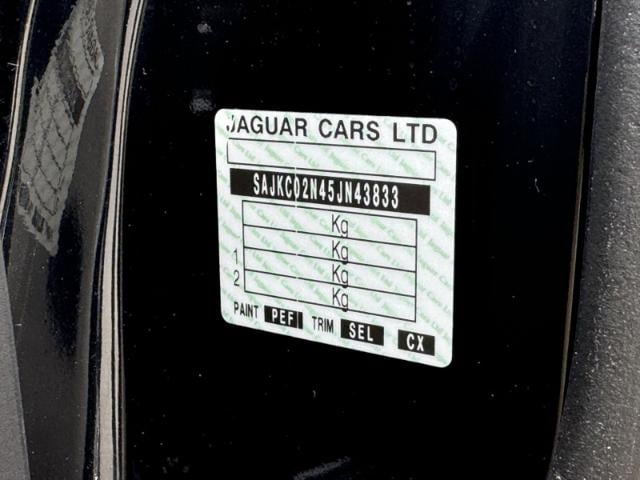 JAGUAR CARS LTD
SAJKC02N45JN43833
Kg
1 Kg
2 Kg
Kg
PAINT PEF TRIM SEL CX